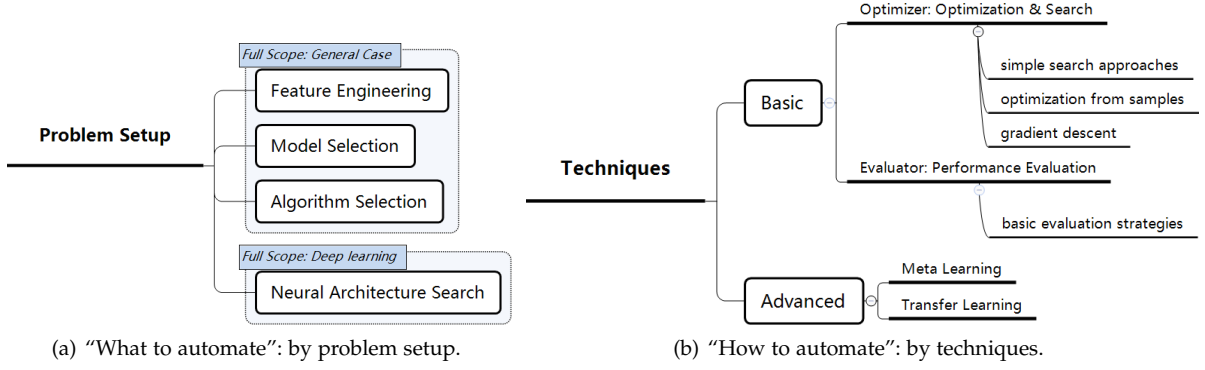 Problem Setup
Full Scope: General Case
Feature Engineering
Model Selection
Algorithm Selection
Full Scope: Deep learning
Neural Architecture Search
(a) “What to automate”: by problem setup.
Techniques
Basic
Optimizer: Optimization & Search
simple search approaches
optimization from samples
gradient descent
Evaluator: Performance Evaluation
basic evaluation strategies
Advanced
Meta Learning
Transfer Learning
(b) “How to automate”: by techniques.